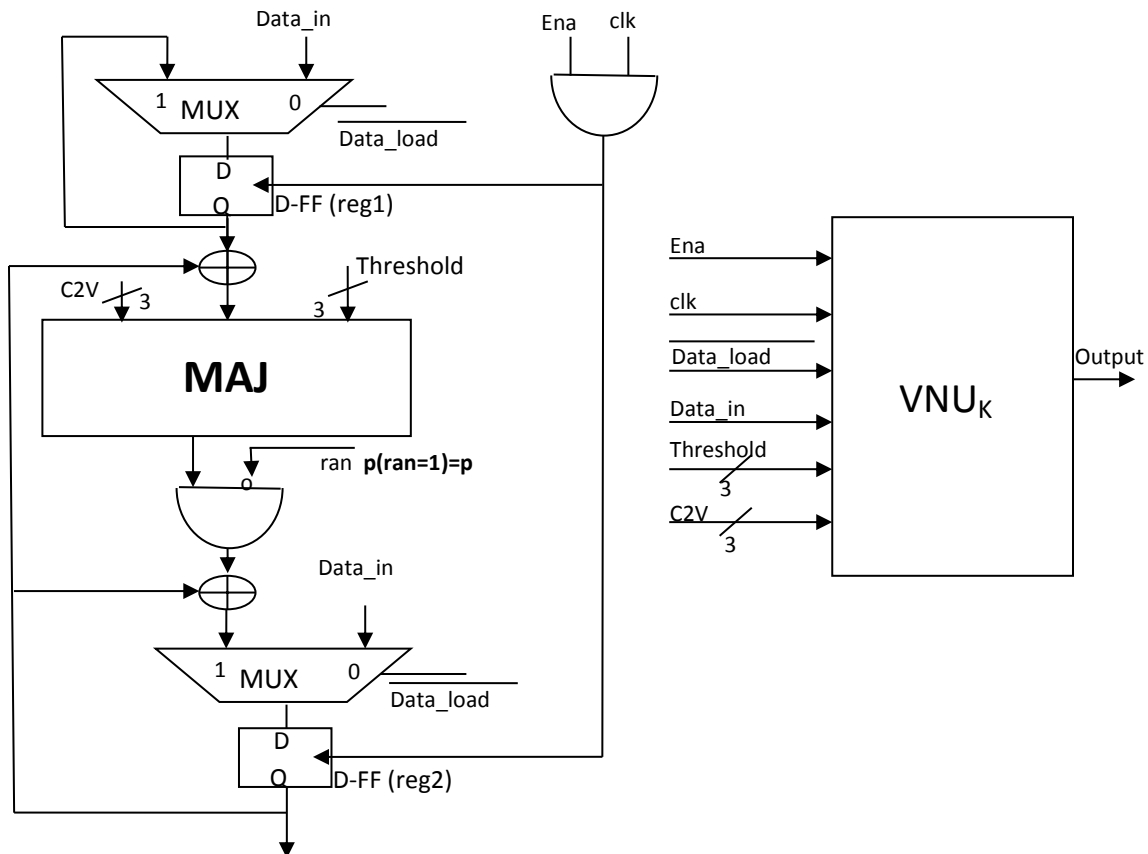 Data_in
Ena
clk
1
MUX
0
Data_load
D
Q
D-FF (reg1)
C2V
3
Threshold
3
MAJ
ran p(ran=1)=p
Data_in
1
MUX
0
Data_load
D
Q
D-FF (reg2)
Ena
clk
Data_load
Data_in
Threshold
3
C2V
3
VNU_K
Output